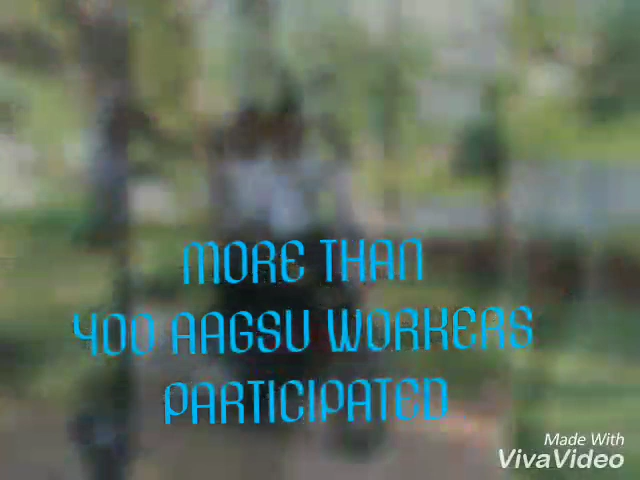 MORE THAN
400 AAGSU WORKERS
PARTICIPATED
Made With
VivaVideo